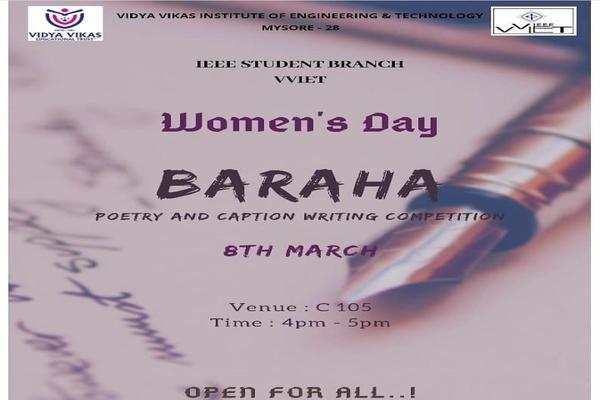 VIDYA VIKAS INSTITUTE OF ENGINEERING & TECHNOLOGY
MYSORE - 28
VIDYA VIKAS
EDUCATIONAL TRUST
IEEE
VVIET
IEEE STUDENT BRANCH
VVIET
Women's Day
BARAHA
POETRY AND CAPTION WRITING COMPETITION
8TH MARCH
Venue : C 105
Time : 4pm - 5pm
OPEN FOR ALL..!